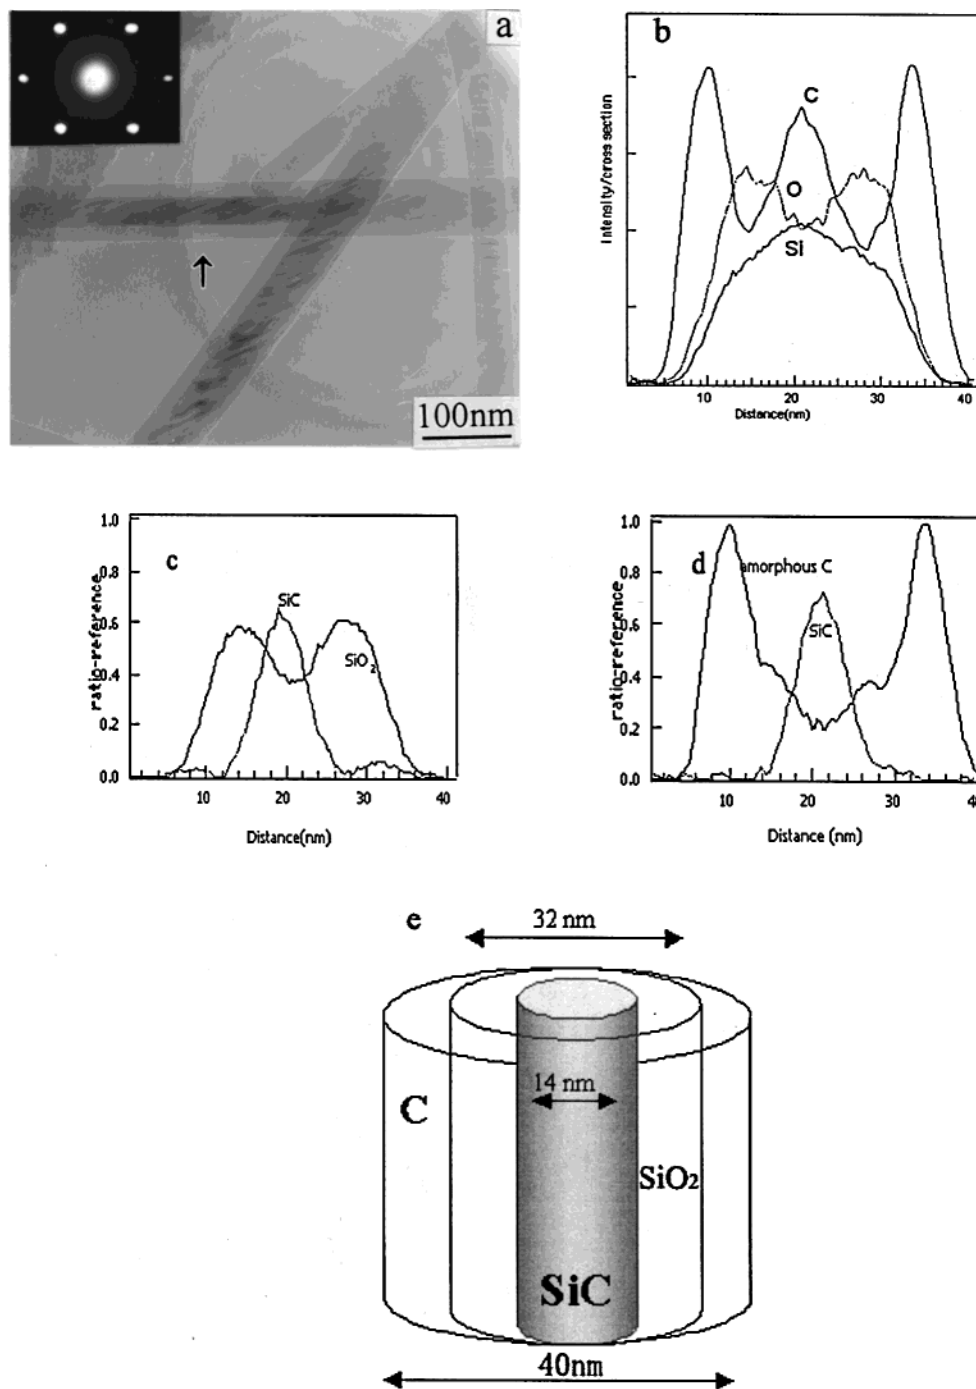 a
100nm
b
Intensity/cross section
C
O
Si
10 20 30 40
Distance(nm)
c
1.0
0.8
0.6
0.4
0.2
0.0
ratio-reference
SiC
SiO2
10 20 30 40
Distance(nm)
d
1.0
0.8
0.6
0.4
0.2
0.0
ratio-reference
amorphous C
SiC
10 20 30 40
Distance (nm)
e
32 nm
14 nm
C
SiO2
SiC
40nm